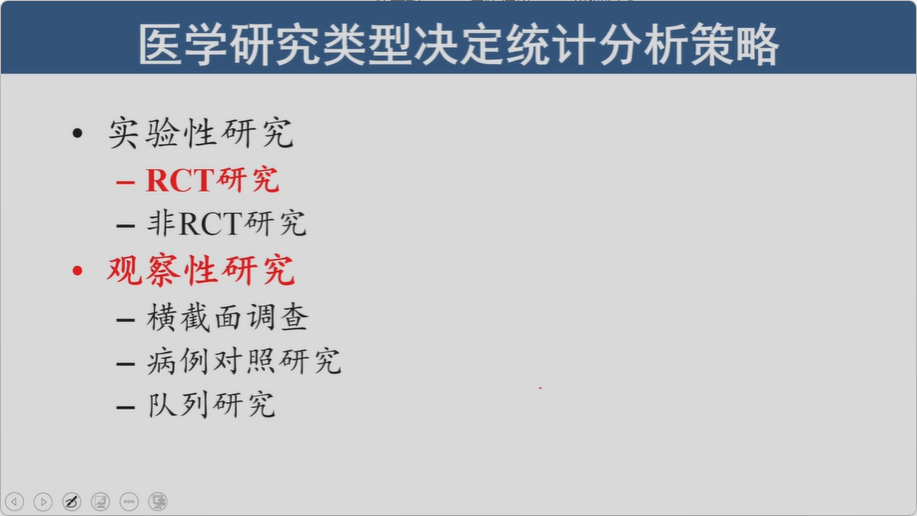 医学研究类型决定统计分析策略
• 实验性研究
– RCT研究
– 非RCT研究
• 观察性研究
– 横截面调查
– 病例对照研究
– 队列研究